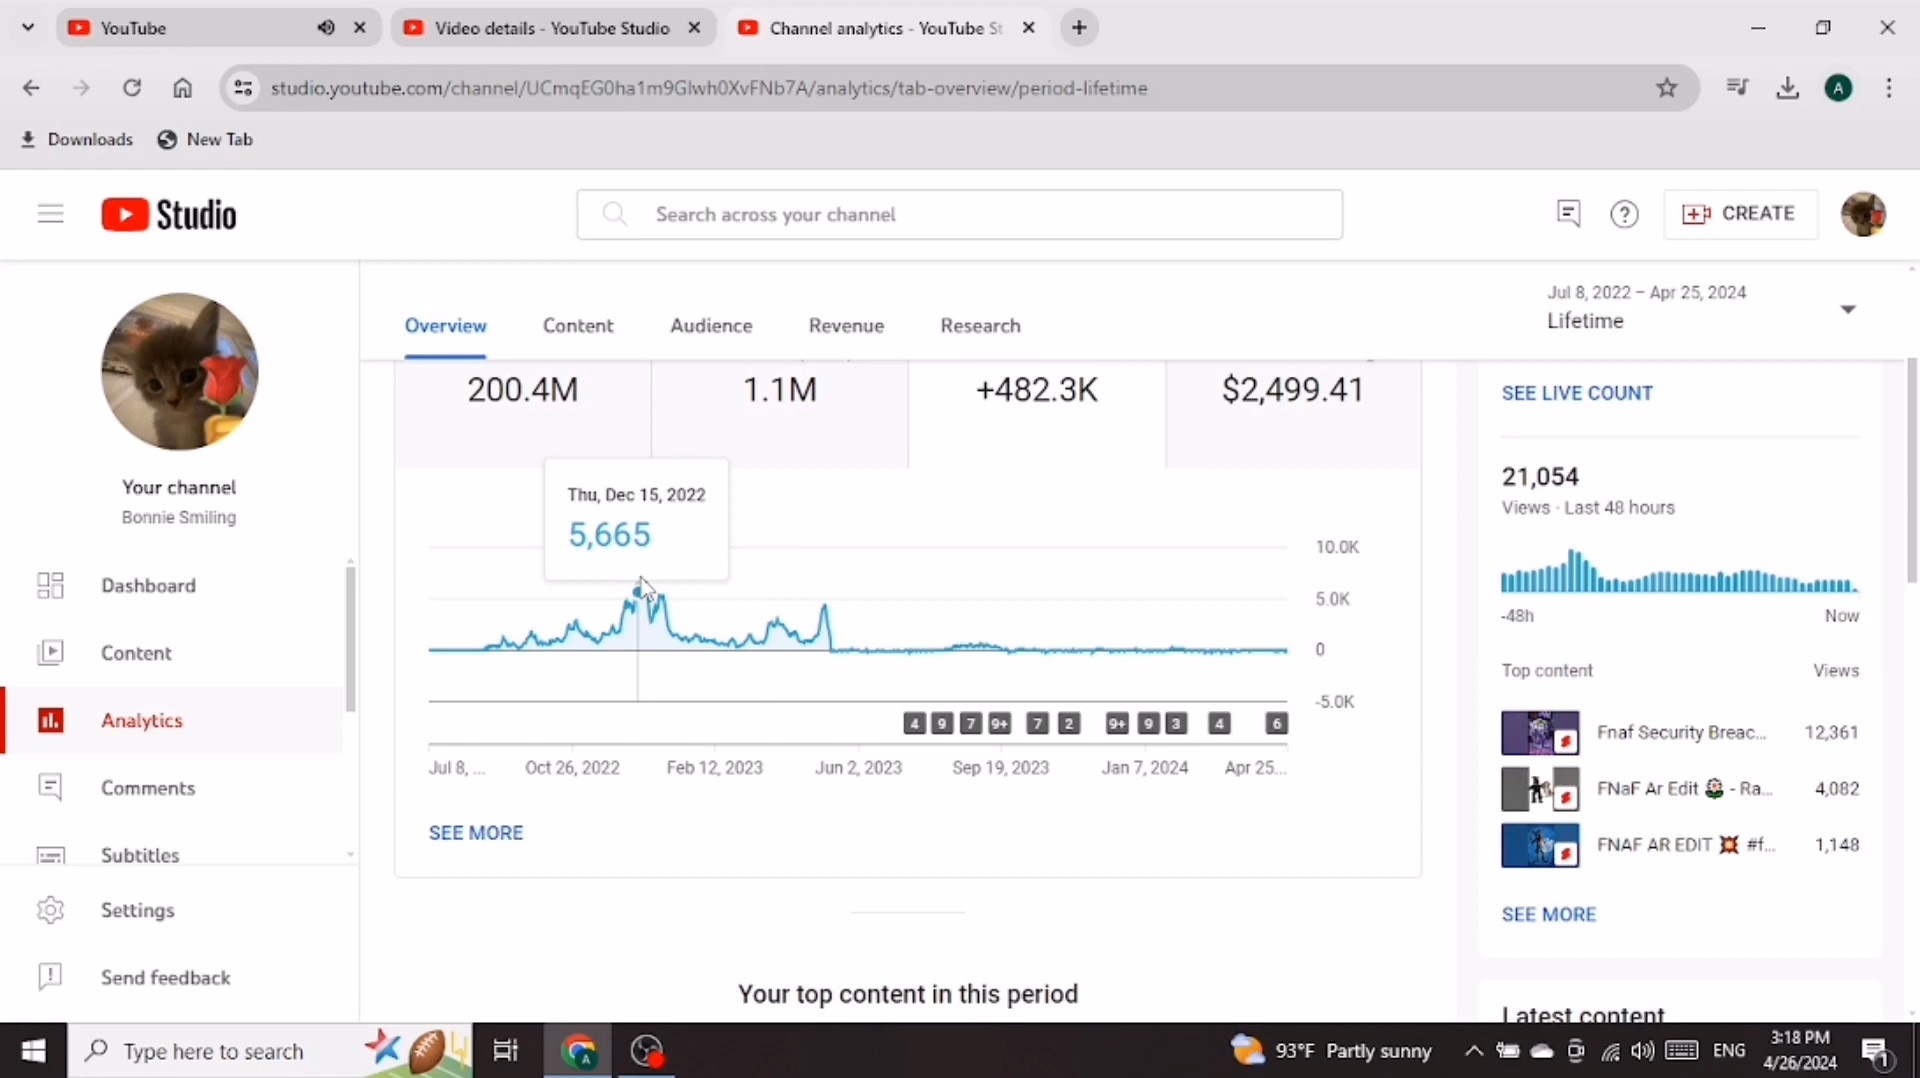 YouTube
Video details - YouTube Studio
Channel analytics - YouTube St
studio.youtube.com/channel/UCmqEG0ha1m9Glwh0XvFNb7A/analytics/tab-overview/period-lifetime
A
Downloads
New Tab
Studio
Search across your channel
CREATE
Your channel
Bonnie Smiling
Dashboard
Content
Analytics
Comments
Subtitles
Settings
Send feedback
Overview
Content
Audience
Revenue
Research
Jul 8, 2022 – Apr 25, 2024
Lifetime
200.4M
1.1M
+482.3K
$2,499.41
Thu, Dec 15, 2022
5,665
10.0K
5.0K
0
-5.0K
4 9 7 9+ 7 2 9+ 9 3 4 6
Jul 8, ... Oct 26, 2022 Feb 12, 2023 Jun 2, 2023 Sep 19, 2023 Jan 7, 2024 Apr 25...
SEE MORE
Your top content in this period
SEE LIVE COUNT
21,054
Views · Last 48 hours
-48h Now
Top content Views
Fnaf Security Breac... 12,361
FNaF Ar Edit - Ra... 4,082
FNAF AR EDIT 💥 #f... 1,148
SEE MORE
Latest content
Type here to search
A
93°F Partly sunny
ENG
3:18 PM
4/26/2024
1